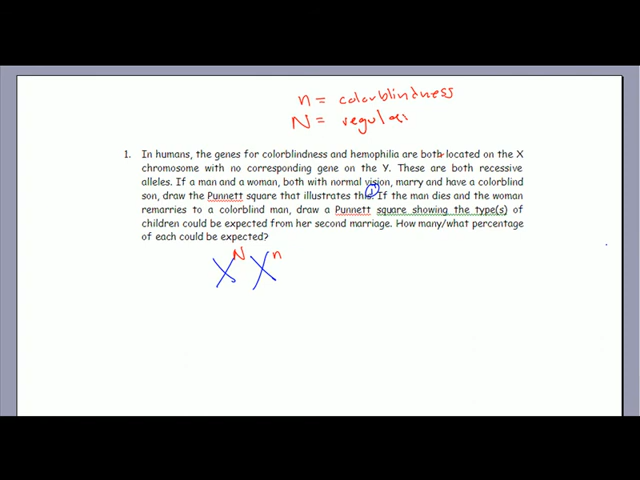 n = colorblindness
N = regular
1. In humans, the genes for colorblindness and hemophilia are both located on the X
chromosome with no corresponding gene on the Y. These are both recessive
alleles. If a man and a woman, both with normal vision, marry and have a colorblind
son, draw the Punnett square that illustrates this. If the man dies and the woman
remarries to a colorblind man, draw a Punnett square showing the type(s) of
children could be expected from her second marriage. How many/what percentage
of each could be expected?
X^N X^n